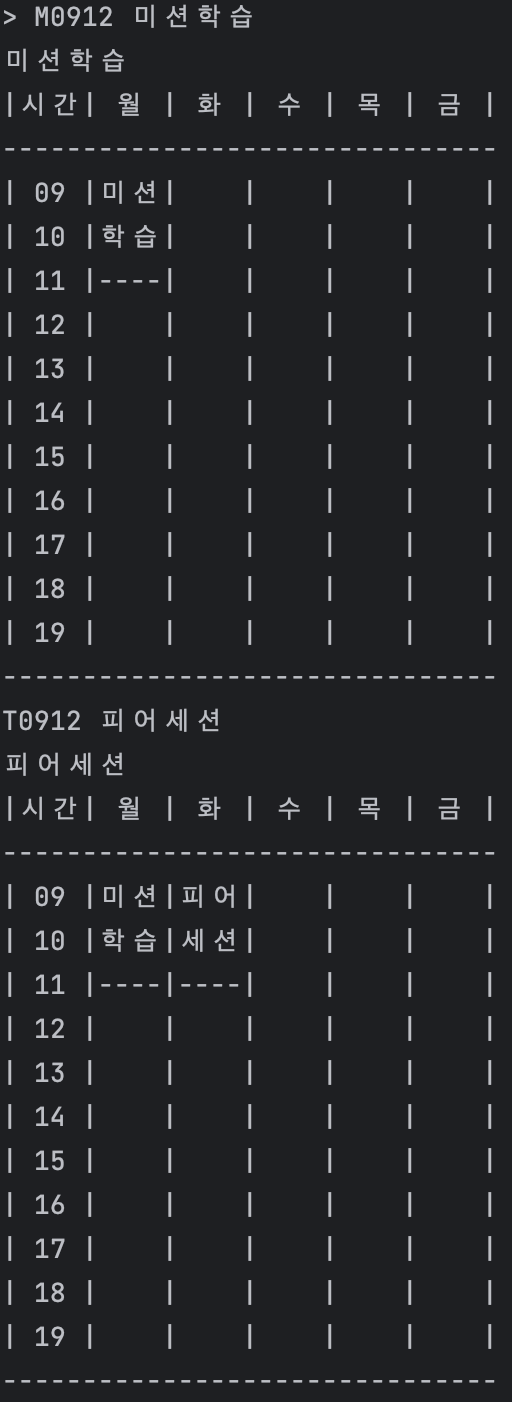 > M0912 미션학습
미션학습
|시간| 월 | 화 | 수 | 목 | 금 |
-------------------------------
| 09 |미션|    |    |    |    |
| 10 |학습|    |    |    |    |
| 11 |----|    |    |    |    |
| 12 |    |    |    |    |    |
| 13 |    |    |    |    |    |
| 14 |    |    |    |    |    |
| 15 |    |    |    |    |    |
| 16 |    |    |    |    |    |
| 17 |    |    |    |    |    |
| 18 |    |    |    |    |    |
| 19 |    |    |    |    |    |
-------------------------------
T0912 피어세션
피어세션
|시간| 월 | 화 | 수 | 목 | 금 |
-------------------------------
| 09 |미션|피어|    |    |    |
| 10 |학습|세션|    |    |    |
| 11 |----|----|    |    |    |
| 12 |    |    |    |    |    |
| 13 |    |    |    |    |    |
| 14 |    |    |    |    |    |
| 15 |    |    |    |    |    |
| 16 |    |    |    |    |    |
| 17 |    |    |    |    |    |
| 18 |    |    |    |    |    |
| 19 |    |    |    |    |    |
-------------------------------